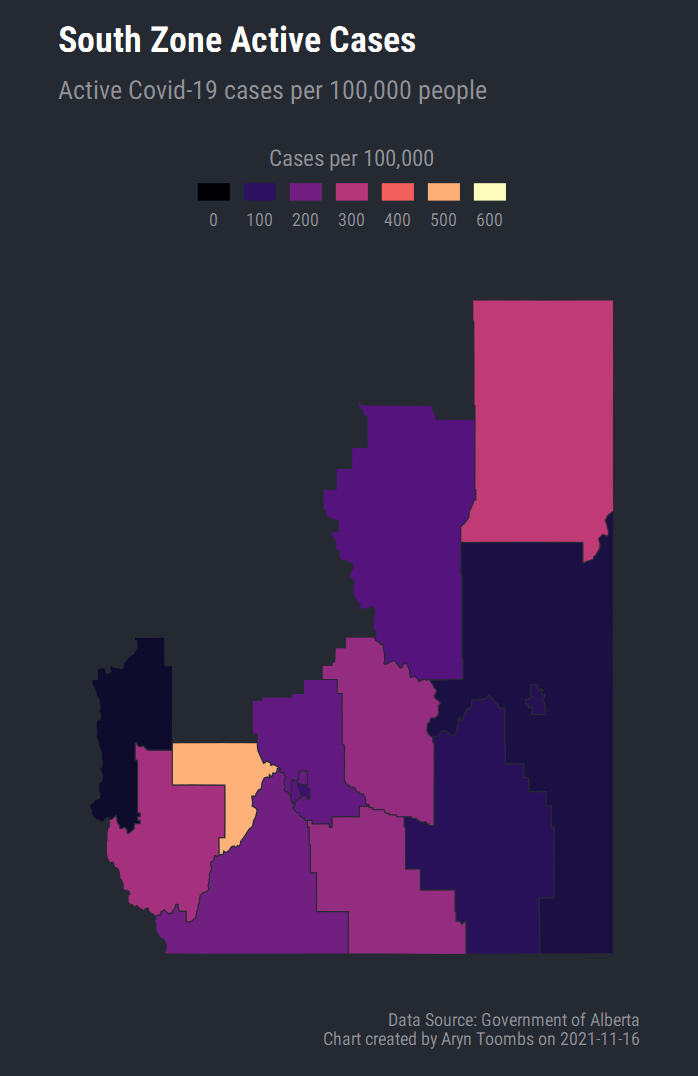 South Zone Active Cases
Active Covid-19 cases per 100,000 people
Cases per 100,000
0 100 200 300 400 500 600
Data Source: Government of Alberta
Chart created by Aryn Toombs on 2021-11-16